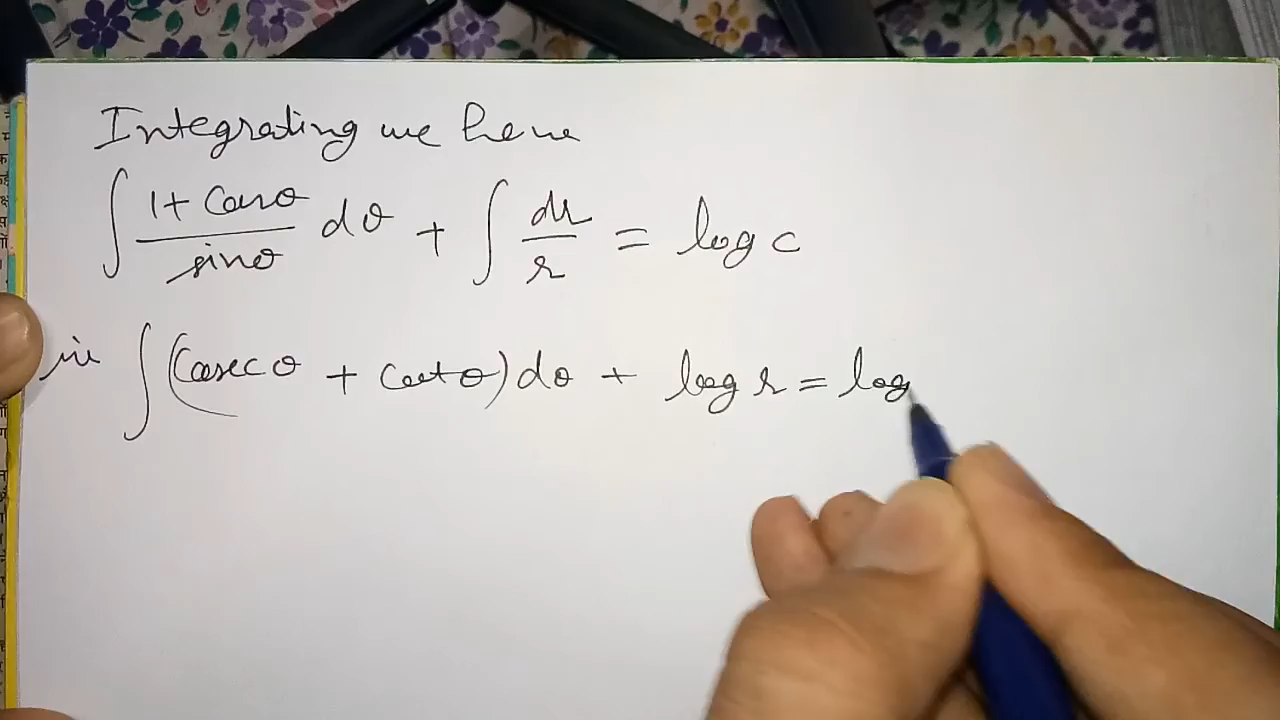 Integrating we have
∫ (1 + cosθ)/sinθ dθ + ∫ dr/r = log c
ie ∫ (cosecθ + cotθ) dθ + log r = log